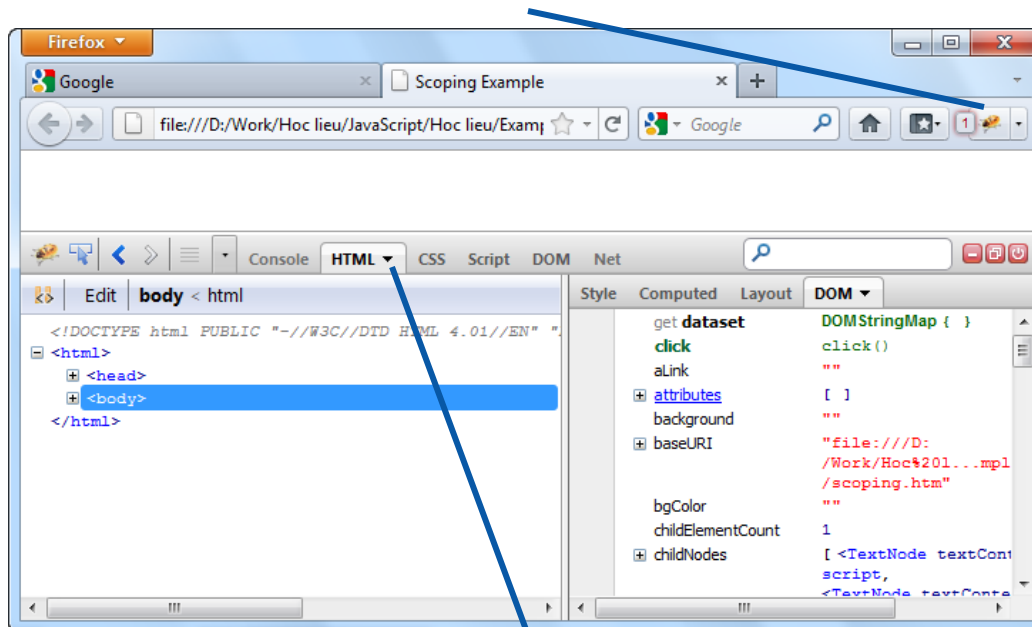 Firefox
Google
Scoping Example
file:///D:/Work/Hoc lieu/JavaScript/Hoc lieu/Examp
Google
1
Console HTML CSS Script DOM Net
Edit body < html
Style Computed Layout DOM
<!DOCTYPE html PUBLIC "-//W3C//DTD HTML 4.01//EN" "
<html>
<head>
<body>
</html>
get dataset DOMStringMap { }
click click()
aLink ""
attributes [ ]
background ""
baseURI "file:///D:
/Work/Hoc%20l...mpl
/scoping.htm"
bgColor ""
childElementCount 1
childNodes [ <TextNode textCont
script,
<TextNode textConte